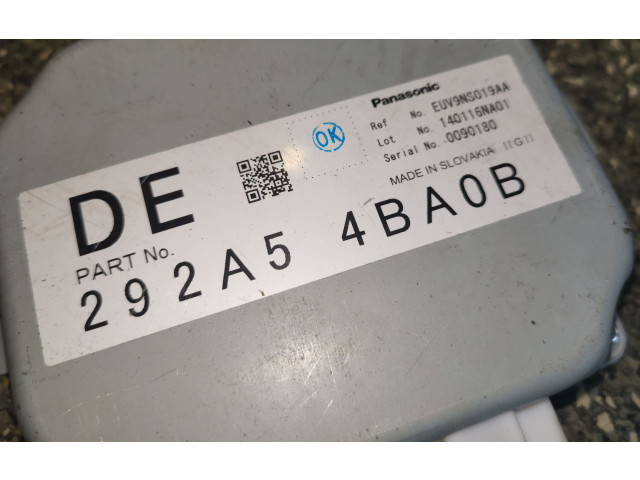 Panasonic
Ref No. EUV9NS019AA
Lot No. 140116NA01
Serial No. 0090180
MADE IN SLOVAKIA [[G]]
OK
DE
PART No.
292A5 4BA0B